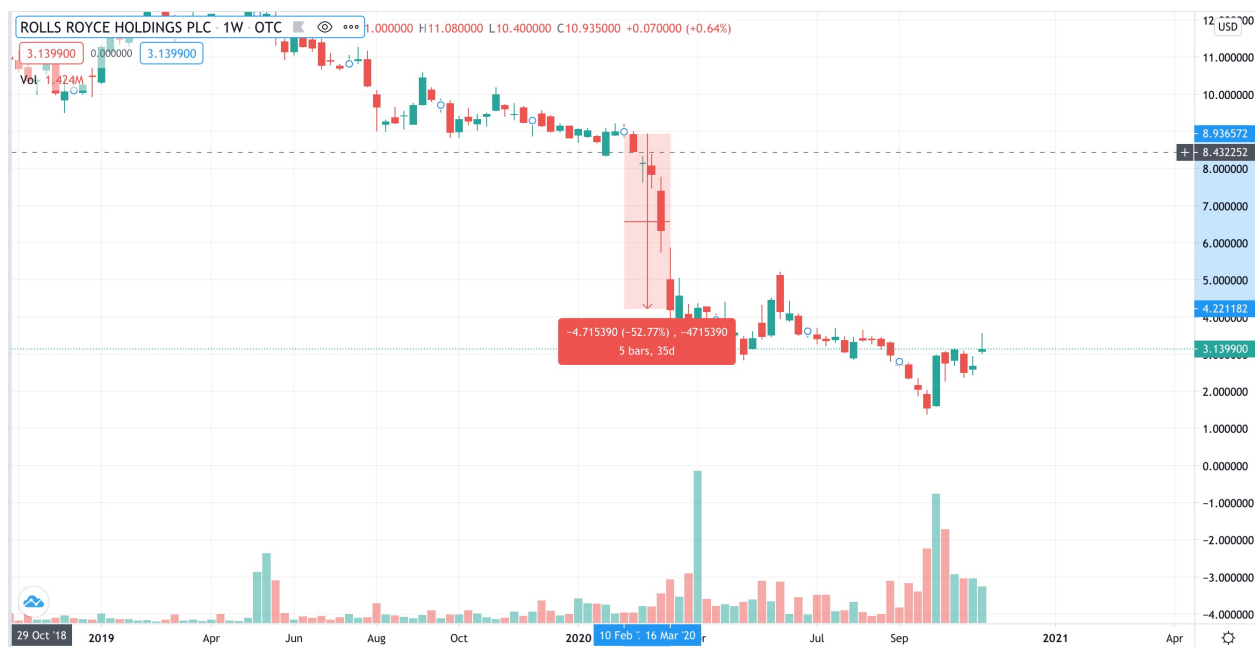 ROLLS ROYCE HOLDINGS PLC · 1W · OTC 1.000000 H11.080000 L10.400000 C10.935000 +0.070000 (+0.64%)
3.139900 0.000000 3.139900
Vol 1.424M
USD
11.000000
10.000000
8.936572
8.432252
8.000000
7.000000
6.000000
5.000000
4.221182
4.000000
3.139900
2.000000
1.000000
0.000000
−1.000000
−2.000000
−3.000000
−4.000000
−4.715390 (−52.77%) , −4715390
5 bars, 35d
29 Oct '18 2019 Apr Jun Aug Oct 2020 10 Feb 16 Mar '20 Jul Sep 2021 Apr